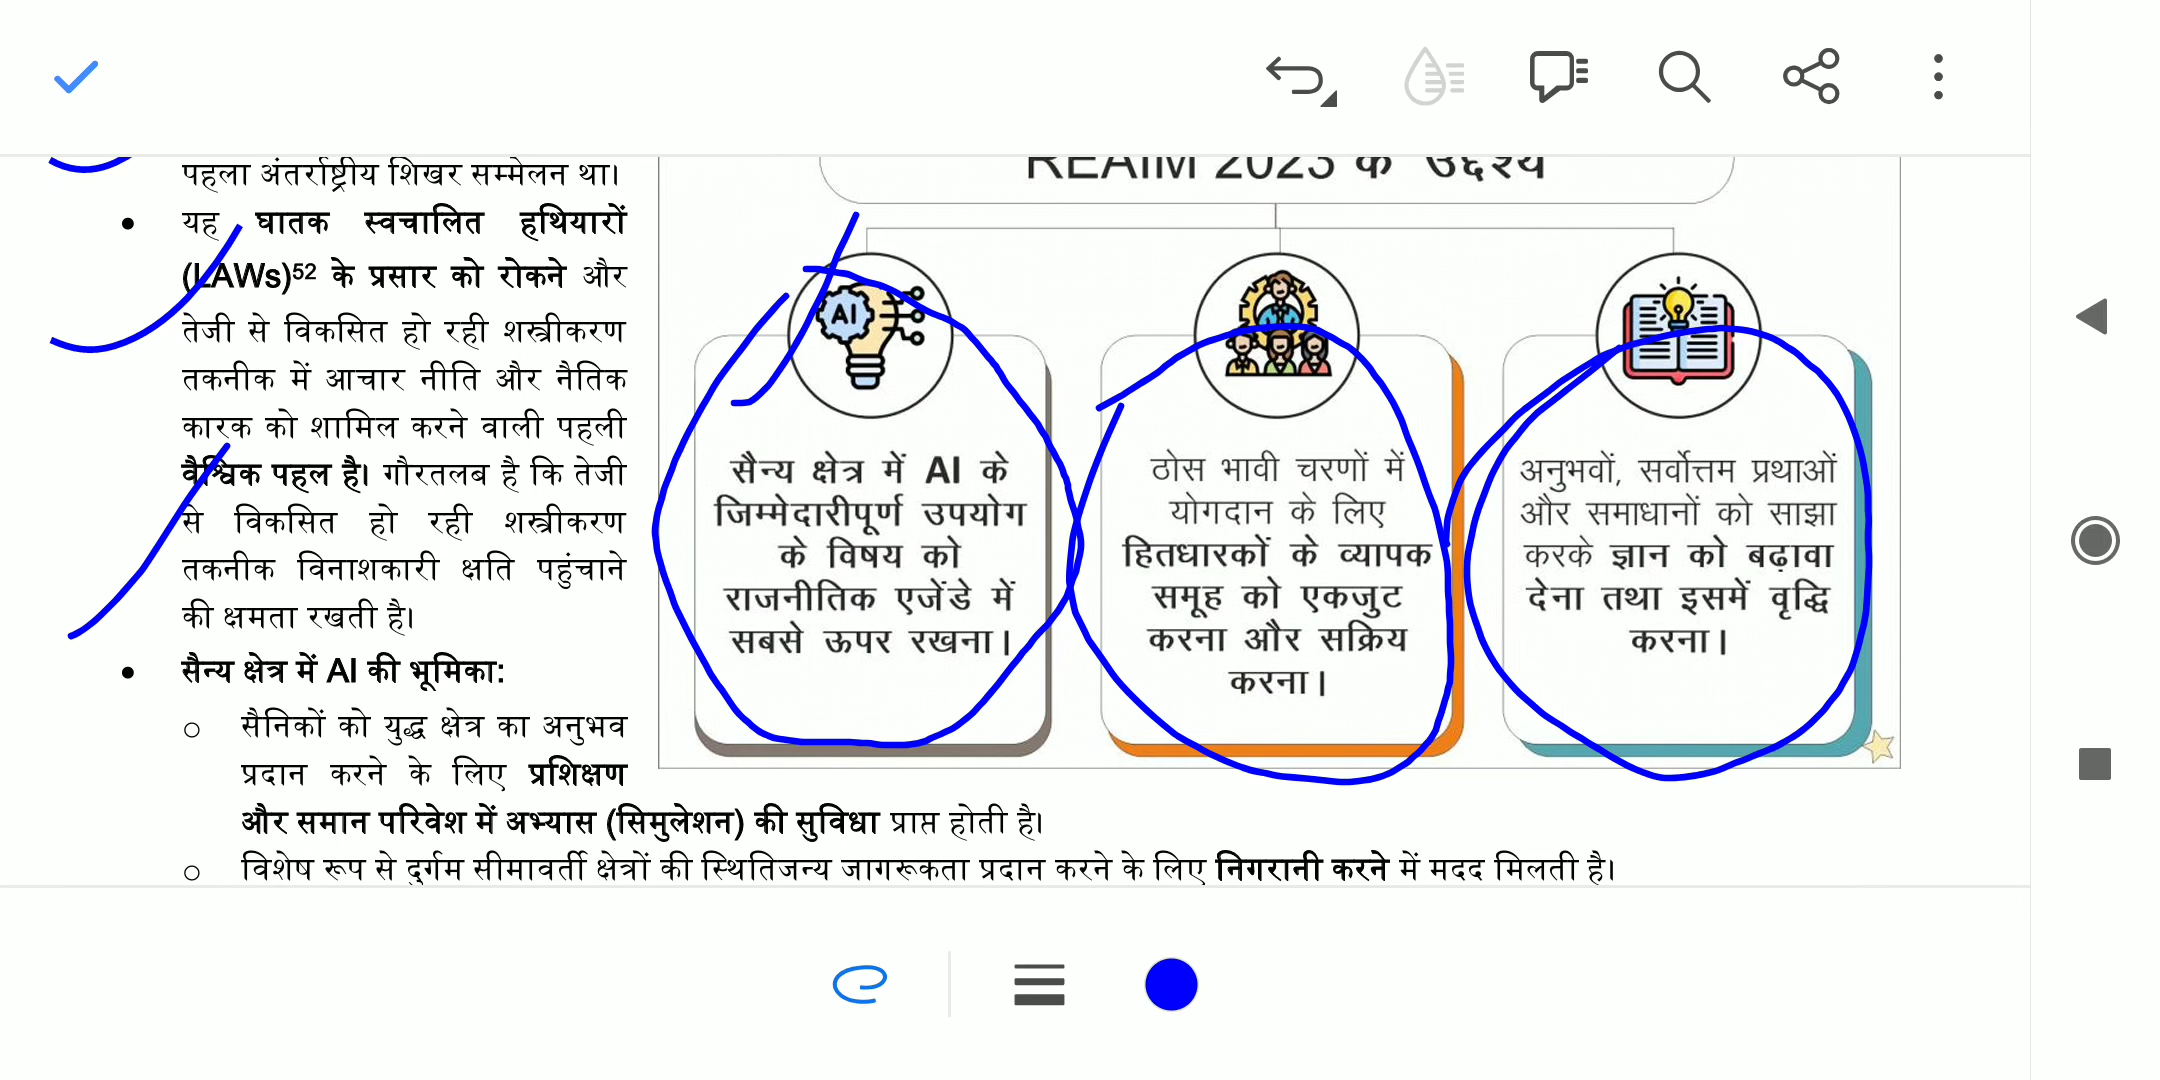 पहला अंतर्राष्ट्रीय शिखर सम्मेलन था।
यह घातक स्वचालित हथियारों
(LAWs)52 के प्रसार को रोकने और
तेजी से विकसित हो रही शस्त्रीकरण
तकनीक में आचार नीति और नैतिक
कारक को शामिल करने वाली पहली
वैश्विक पहल है। गौरतलब है कि तेजी
से विकसित हो रही शस्त्रीकरण
तकनीक विनाशकारी क्षति पहुंचाने
की क्षमता रखती है।
REAIM 2023 के उद्देश्य
AI
सैन्य क्षेत्र में AI के
जिम्मेदारीपूर्ण उपयोग
के विषय को
राजनीतिक एजेंडे में
सबसे ऊपर रखना।
ठोस भावी चरणों में
योगदान के लिए
हितधारकों के व्यापक
समूह को एकजुट
करना और सक्रिय
करना।
अनुभवों, सर्वोत्तम प्रथाओं
और समाधानों को साझा
करके ज्ञान को बढ़ावा
देना तथा इसमें वृद्धि
करना।
सैन्य क्षेत्र में AI की भूमिका:
सैनिकों को युद्ध क्षेत्र का अनुभव
प्रदान करने के लिए प्रशिक्षण
और समान परिवेश में अभ्यास (सिमुलेशन) की सुविधा प्राप्त होती है।
विशेष रूप से दुर्गम सीमावर्ती क्षेत्रों की स्थितिजन्य जागरूकता प्रदान करने के लिए निगरानी करने में मदद मिलती है।